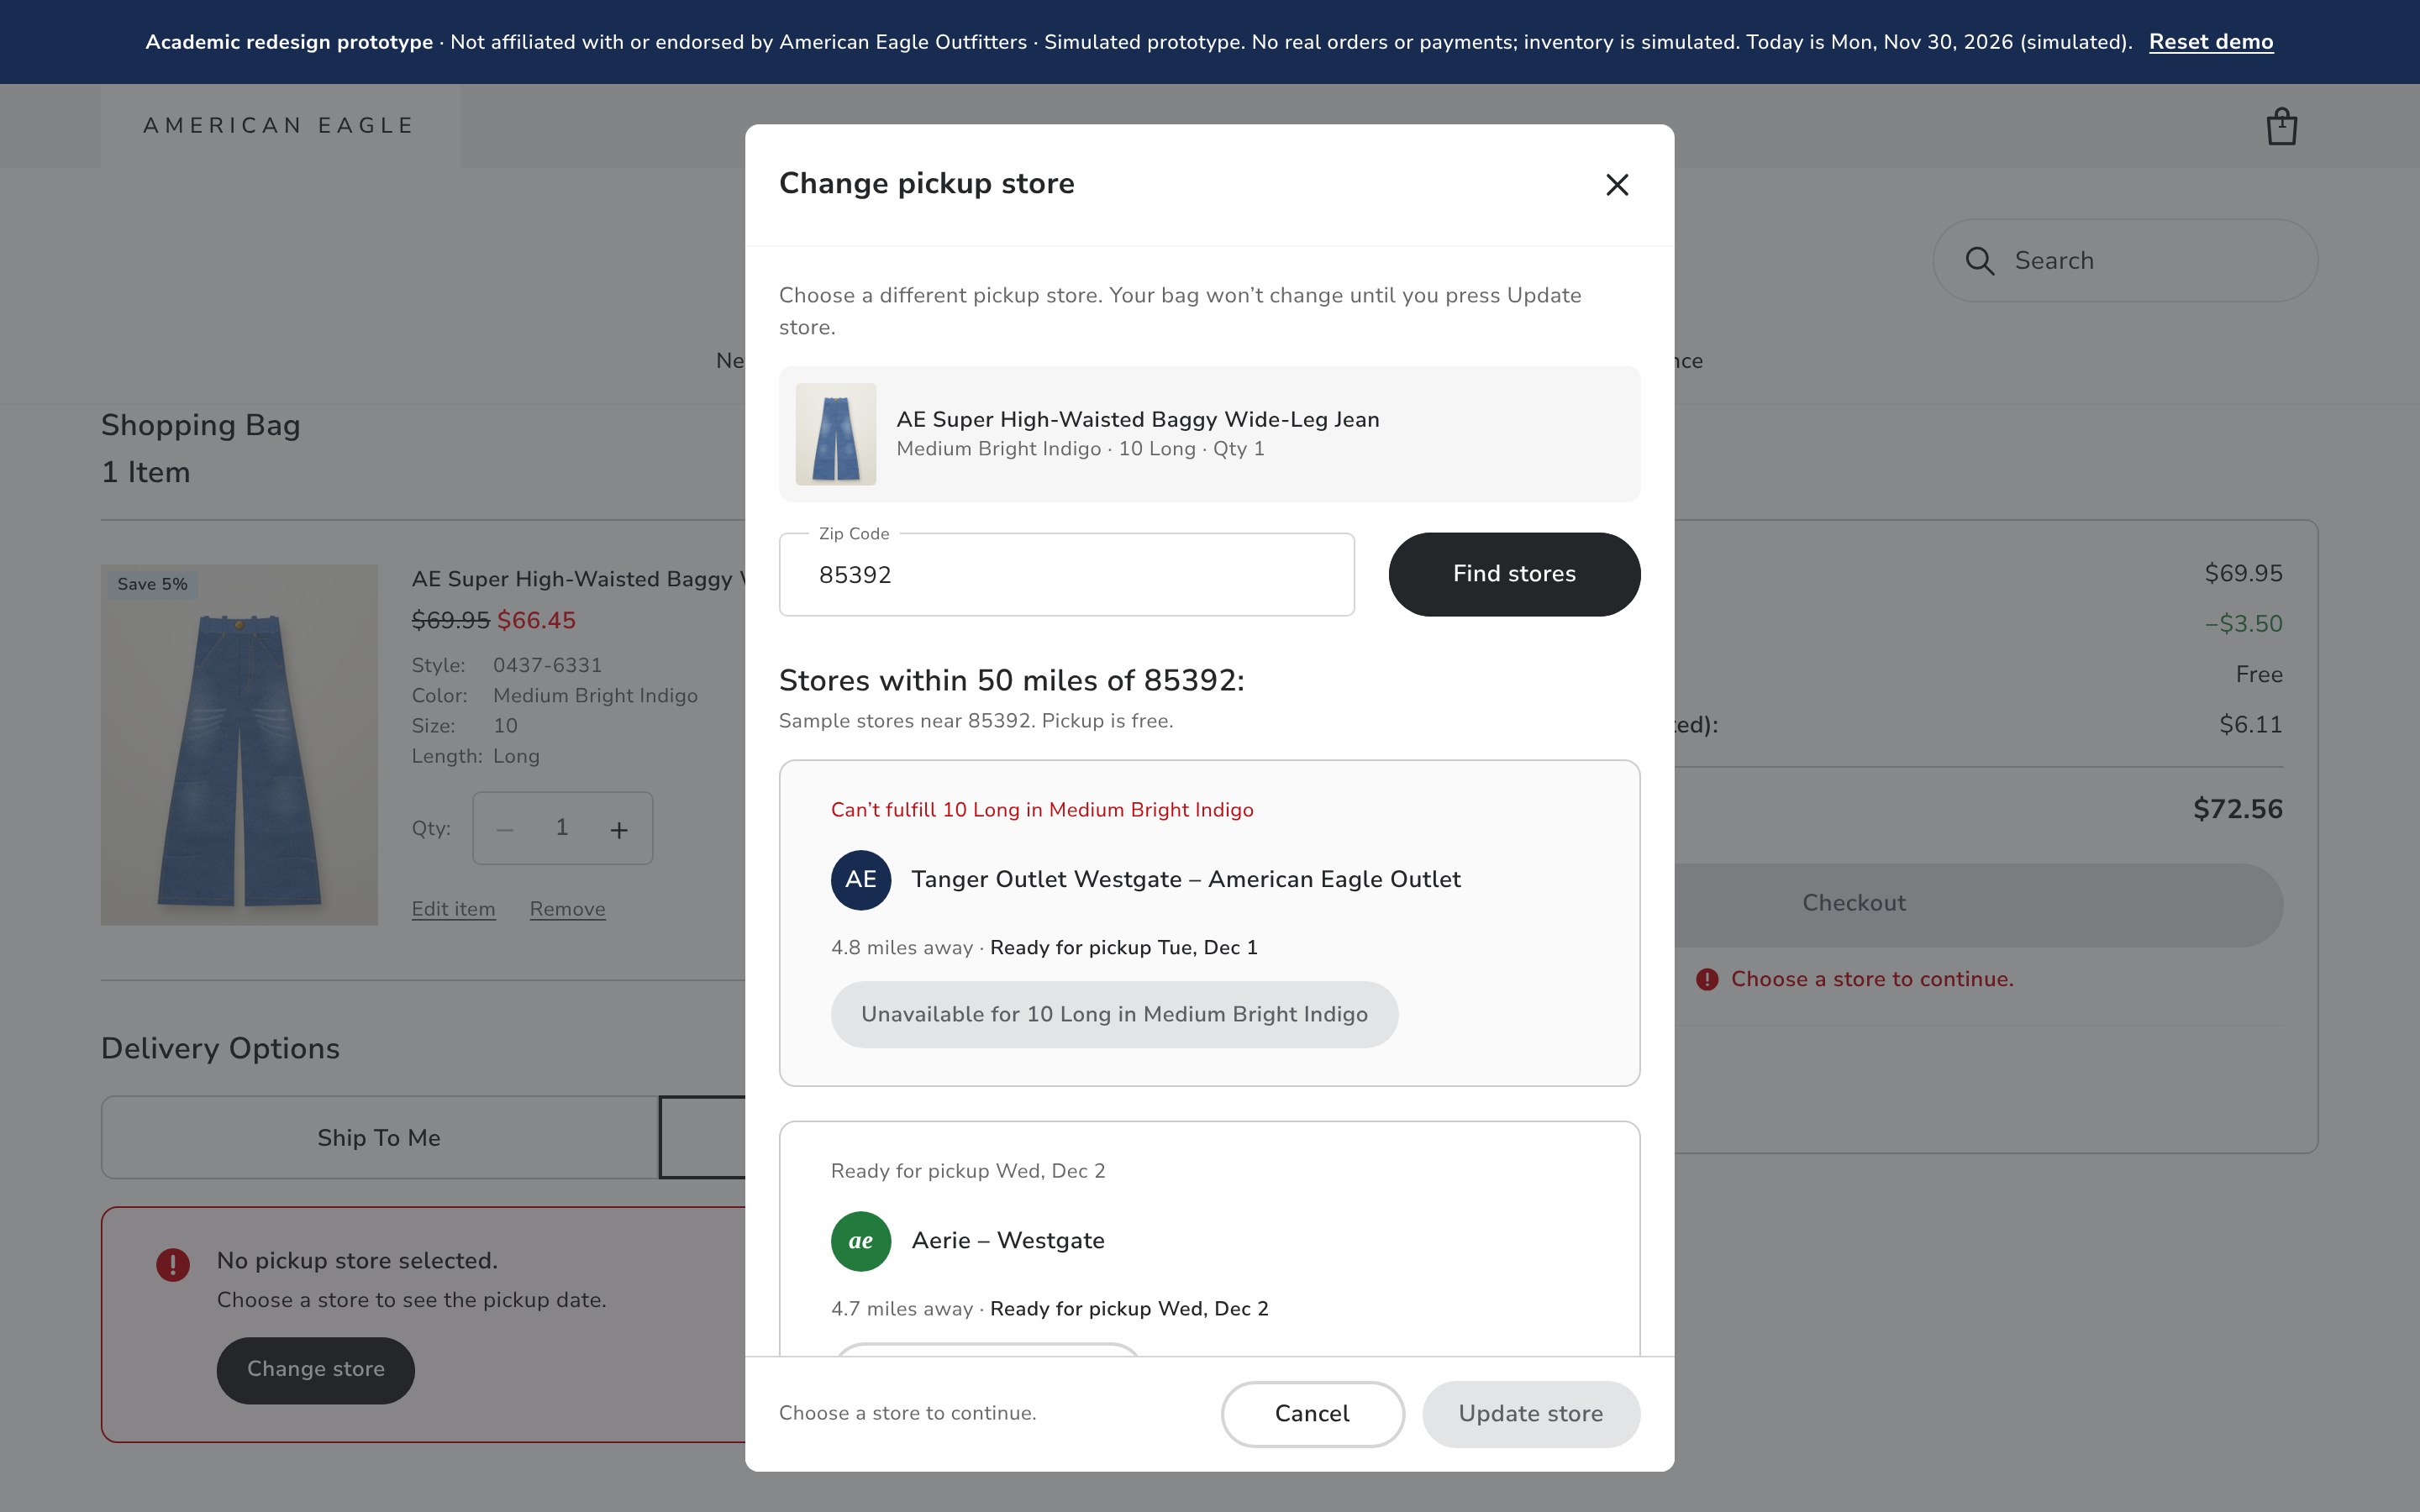 Academic redesign prototype · Not affiliated with or endorsed by American Eagle Outfitters · Simulated prototype. No real orders or payments; inventory is simulated. Today is Mon, Nov 30, 2026 (simulated). Reset demo
AMERICAN EAGLE
1
Search
Ne
nce
Shopping Bag
1 Item
Save 5%
AE Super High-Waisted Baggy
$69.95 $66.45
Style: 0437-6331
Color: Medium Bright Indigo
Size: 10
Length: Long
Qty: − 1 +
Edit item Remove
Delivery Options
Ship To Me
No pickup store selected.
Choose a store to see the pickup date.
Change store
Change pickup store
Choose a different pickup store. Your bag won’t change until you press Update
store.
AE Super High-Waisted Baggy Wide-Leg Jean
Medium Bright Indigo · 10 Long · Qty 1
Zip Code
85392
Find stores
Stores within 50 miles of 85392:
Sample stores near 85392. Pickup is free.
Can’t fulfill 10 Long in Medium Bright Indigo
AE Tanger Outlet Westgate – American Eagle Outlet
4.8 miles away · Ready for pickup Tue, Dec 1
Unavailable for 10 Long in Medium Bright Indigo
Ready for pickup Wed, Dec 2
ae Aerie – Westgate
4.7 miles away · Ready for pickup Wed, Dec 2
Choose a store to continue.
Cancel
Update store
$69.95
−$3.50
Free
ted): $6.11
$72.56
Checkout
Choose a store to continue.